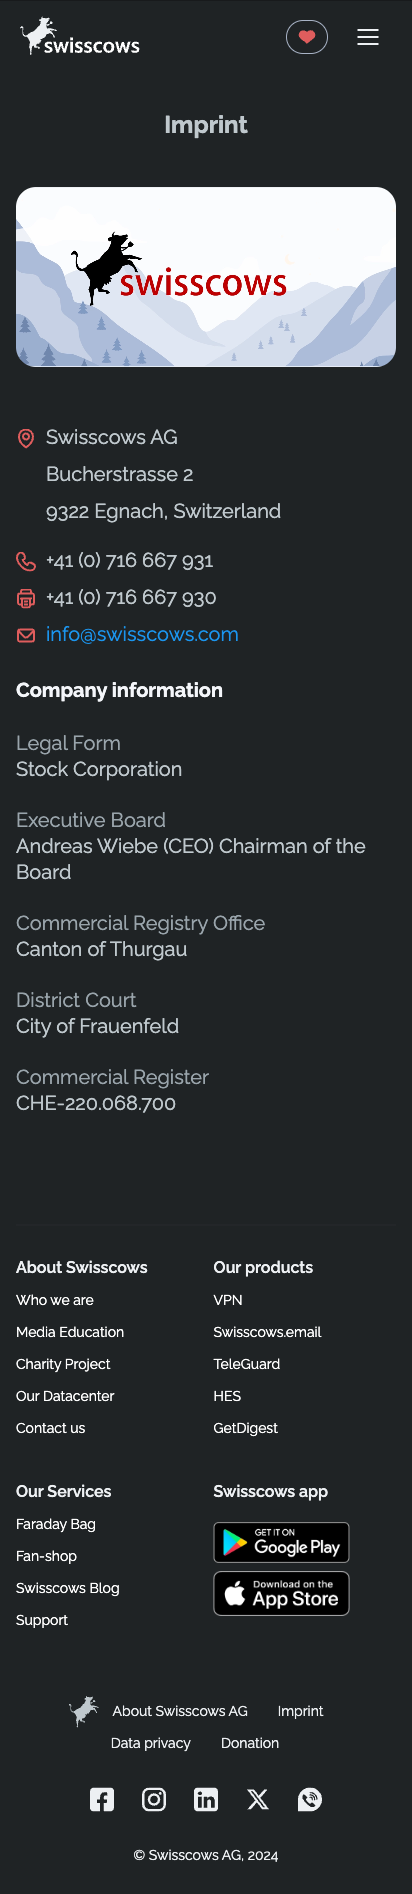 swisscows
Imprint
swisscows
Swisscows AG
Bucherstrasse 2
9322 Egnach, Switzerland
+41 (0) 716 667 931
+41 (0) 716 667 930
info@swisscows.com
Company information
Legal Form
Stock Corporation
Executive Board
Andreas Wiebe (CEO) Chairman of the
Board
Commercial Registry Office
Canton of Thurgau
District Court
City of Frauenfeld
Commercial Register
CHE-220.068.700
About Swisscows
Who we are
Media Education
Charity Project
Our Datacenter
Contact us
Our products
VPN
Swisscows.email
TeleGuard
HES
GetDigest
Our Services
Faraday Bag
Fan-shop
Swisscows Blog
Support
Swisscows app
GET IT ON
Google Play
Download on the
App Store
About Swisscows AG Imprint
Data privacy Donation
© Swisscows AG, 2024